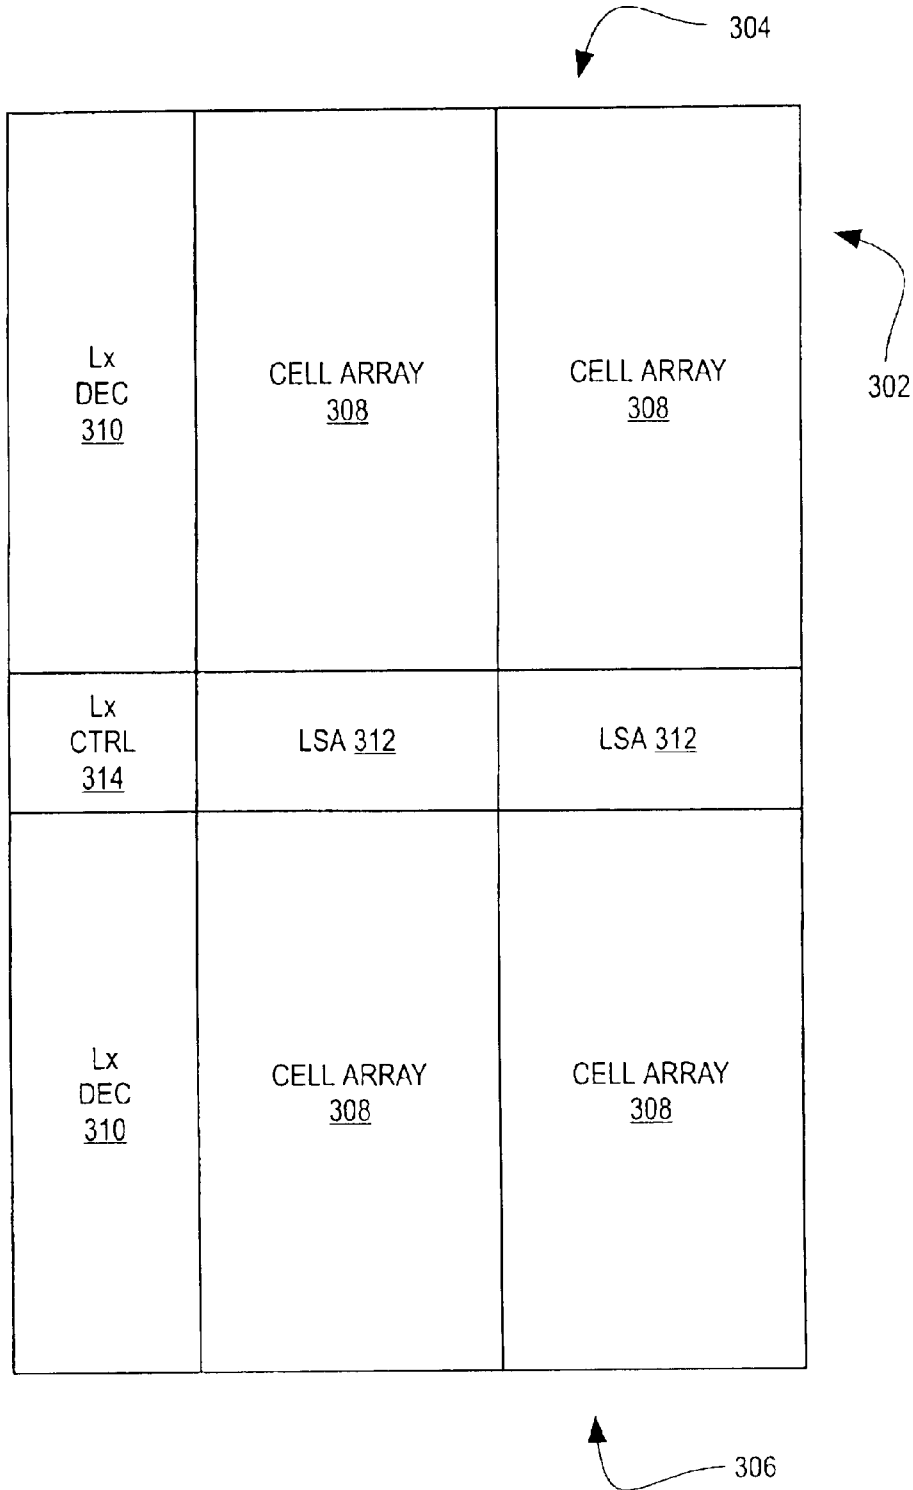 304
302
Lx
DEC
310
CELL ARRAY
308
CELL ARRAY
308
Lx
CTRL
314
LSA 312
LSA 312
Lx
DEC
310
CELL ARRAY
308
CELL ARRAY
308
306